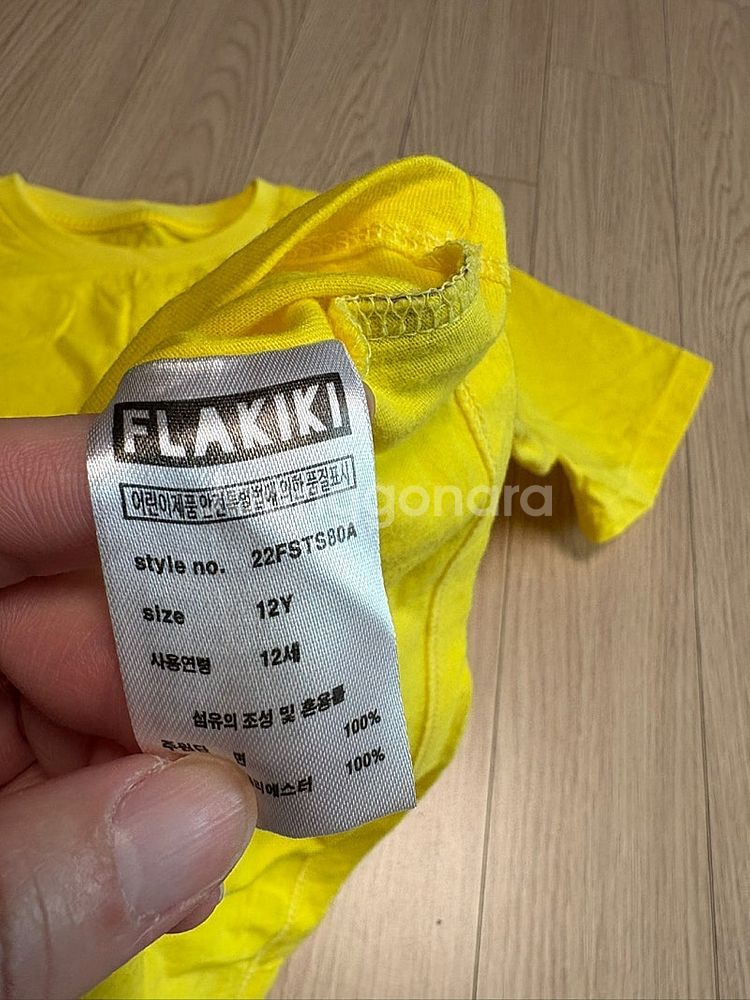 FLAKIKI
어린이제품안전특별법에 의한 품질표시
style no. 22FSTS80A
size 12Y
사용연령 12세
섬유의 조성 및 혼용률
면 100%
100%
gonara